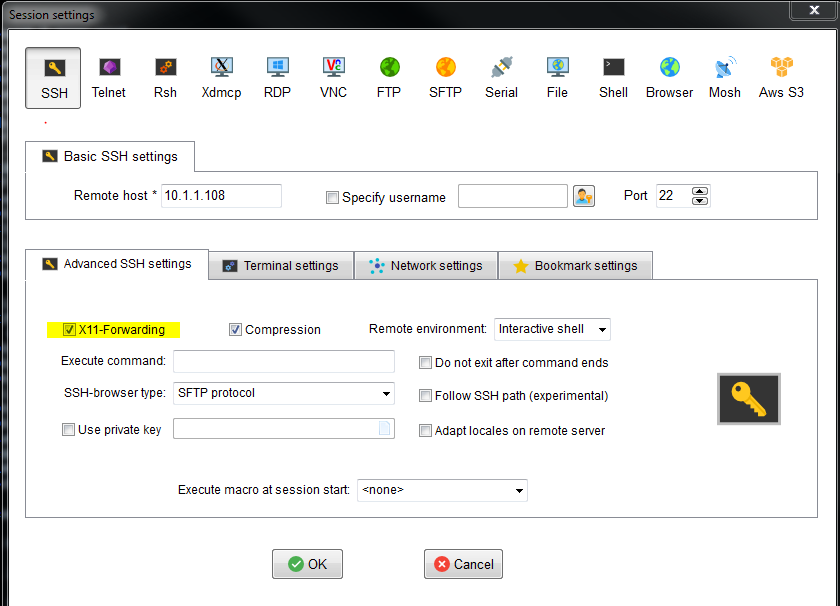 Session settings
SSH Telnet Rsh Xdmcp RDP VNC FTP SFTP Serial File Shell Browser Mosh Aws S3
Basic SSH settings
Remote host * 10.1.1.108 Specify username Port 22
Advanced SSH settings Terminal settings Network settings Bookmark settings
X11-Forwarding Compression Remote environment: Interactive shell
Execute command: Do not exit after command ends
SSH-browser type: SFTP protocol Follow SSH path (experimental)
Use private key Adapt locales on remote server
Execute macro at session start: <none>
OK Cancel